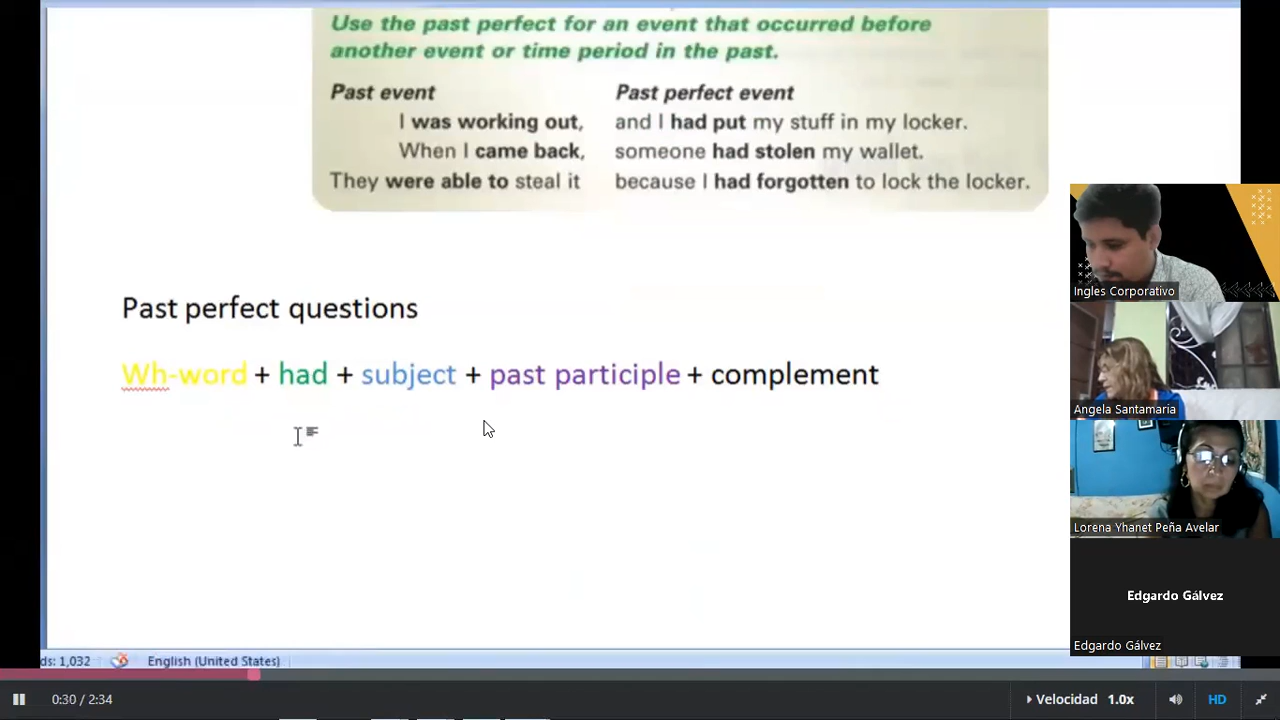 Use the past perfect for an event that occurred before
another event or time period in the past.
Past event Past perfect event
I was working out, and I had put my stuff in my locker.
When I came back, someone had stolen my wallet.
They were able to steal it because I had forgotten to lock the locker.
Past perfect questions
Wh-word + had + subject + past participle + complement
Ingles Corporativo
Angela Santamaría
Lorena Yhanet Peña Avelar
Edgardo Gálvez
Edgardo Gálvez
ds: 1,032 English (United States)
0:30 / 2:34 Velocidad 1.0x HD